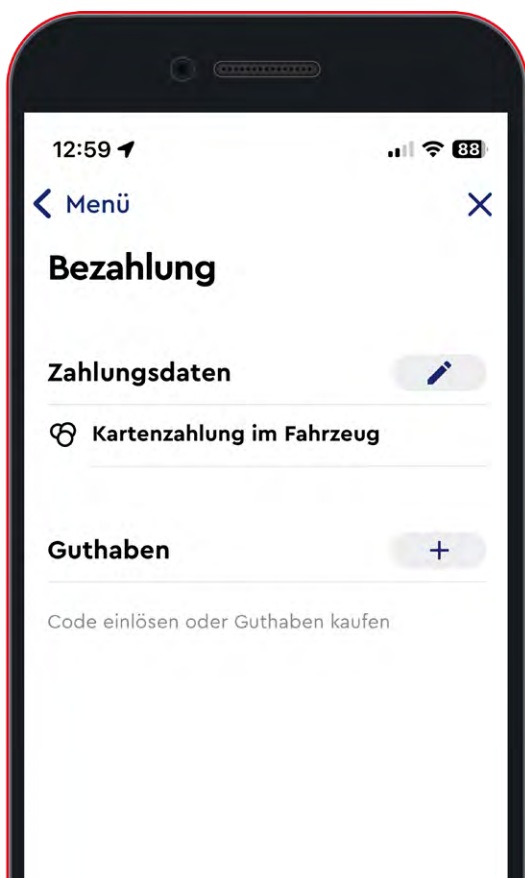 12:59
88
Menü
Bezahlung
Zahlungsdaten
Kartenzahlung im Fahrzeug
Guthaben
Code einlösen oder Guthaben kaufen